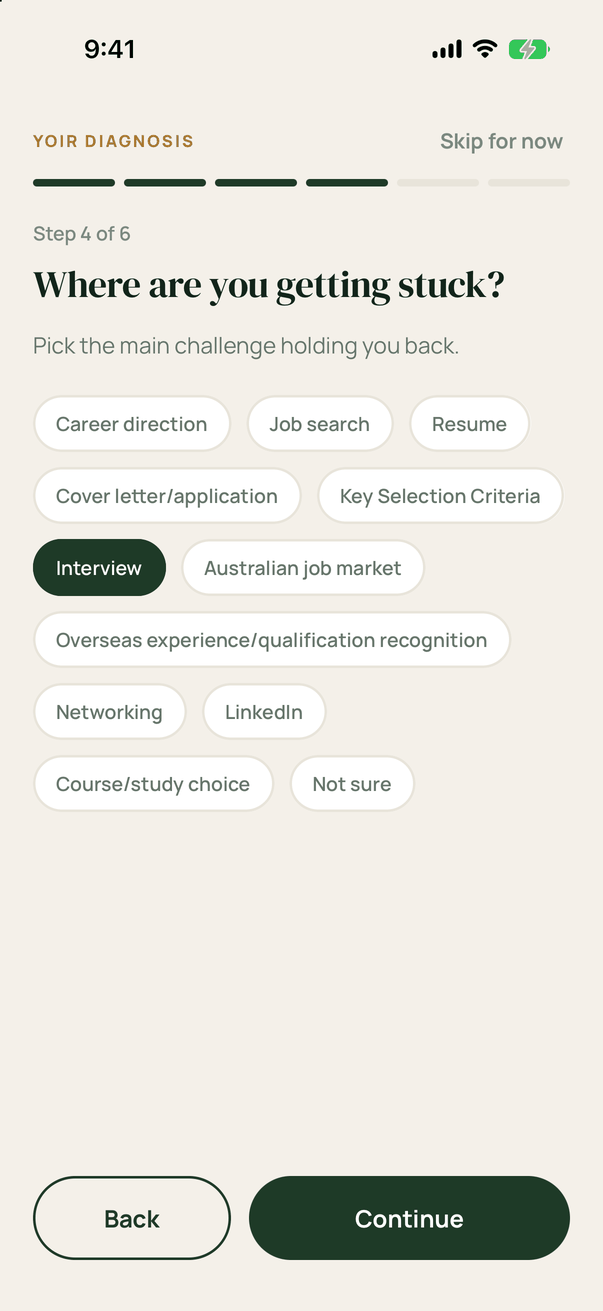 9:41
YOIR DIAGNOSIS
Skip for now
Step 4 of 6
Where are you getting stuck?
Pick the main challenge holding you back.
Career direction
Job search
Resume
Cover letter/application
Key Selection Criteria
Interview
Australian job market
Overseas experience/qualification recognition
Networking
LinkedIn
Course/study choice
Not sure
Back
Continue